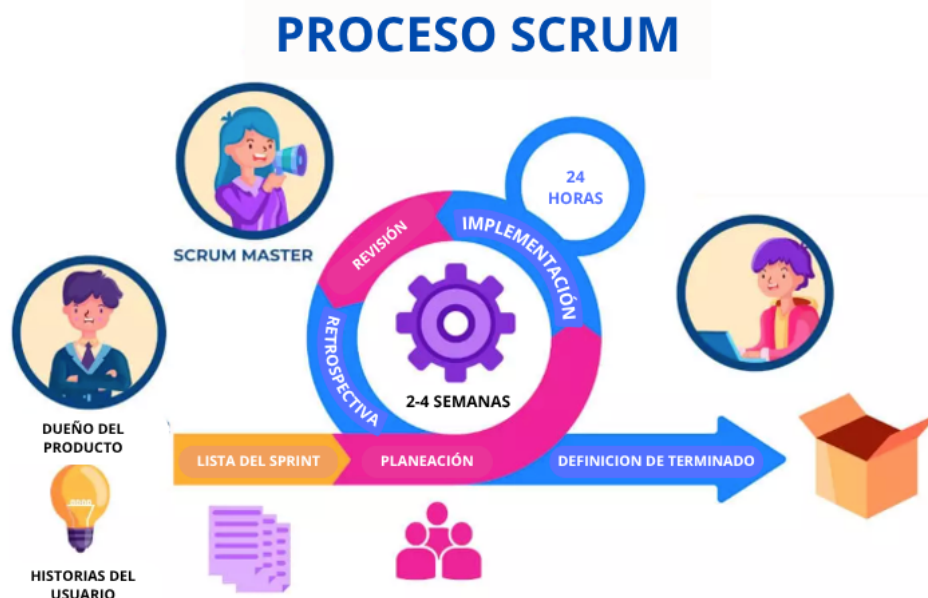 PROCESO SCRUM
24
HORAS
REVISIÓN
IMPLEMENTACIÓN
SCRUM MASTER
RETROSPECTIVA
2-4 SEMANAS
DUEÑO DEL
PRODUCTO
LISTA DEL SPRINT
PLANEACIÓN
DEFINICION DE TERMINADO
HISTORIAS DEL
USUARIO